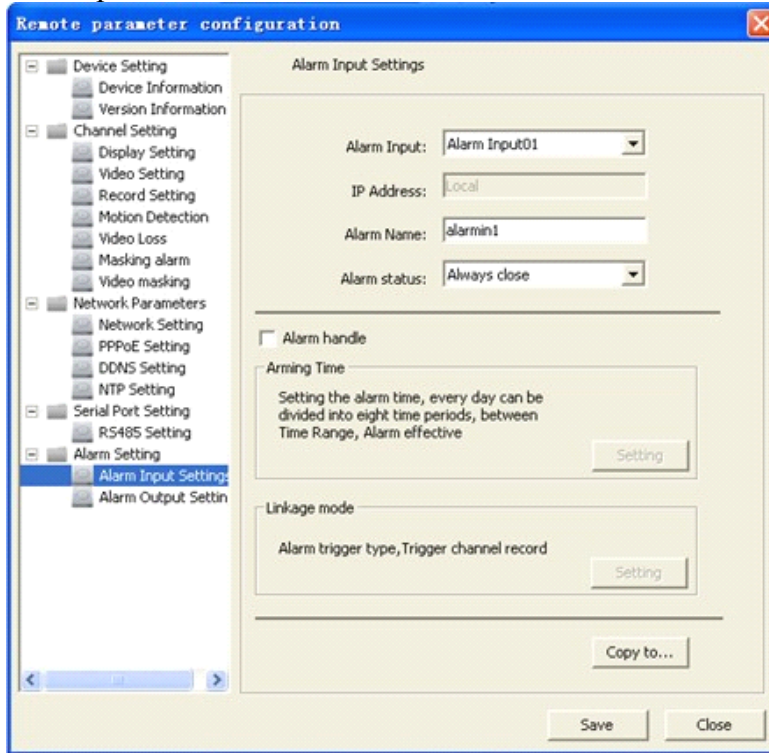 Remote parameter configuration
Device Setting
Device Information
Version Information
Channel Setting
Display Setting
Video Setting
Record Setting
Motion Detection
Video Loss
Masking alarm
Video masking
Network Parameters
Network Setting
PPPoE Setting
DDNS Setting
NTP Setting
Serial Port Setting
RS485 Setting
Alarm Setting
Alarm Input Settings
Alarm Output Settin
Alarm Input Settings
Alarm Input: Alarm Input01
IP Address: Local
Alarm Name: alarmin1
Alarm status: Always close
Alarm handle
Arming Time
Setting the alarm time, every day can be
divided into eight time periods, between
Time Range, Alarm effective
Setting
Linkage mode
Alarm trigger type,Trigger channel record
Setting
Copy to...
Save Close